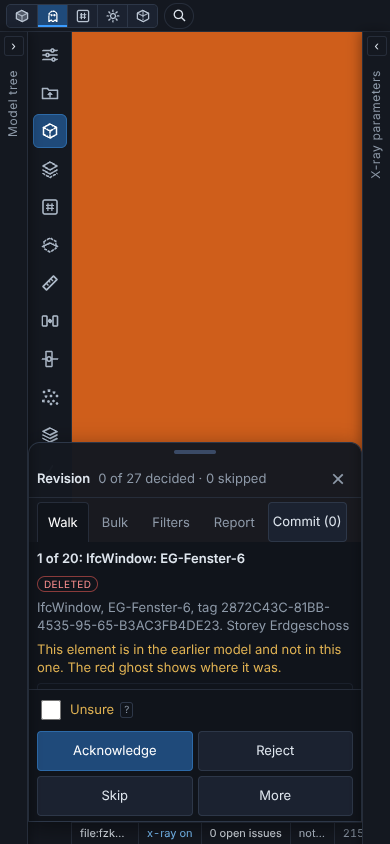 Model tree
X-ray parameters
Revision 0 of 27 decided · 0 skipped
Walk Bulk Filters Report Commit (0)
1 of 20: IfcWindow: EG-Fenster-6
DELETED
IfcWindow, EG-Fenster-6, tag 2872C43C-81BB-
4535-95-65-B3AC3FB4DE23. Storey Erdgeschoss
This element is in the earlier model and not in this
one. The red ghost shows where it was.
Unsure ?
Acknowledge Reject
Skip More
file:fzk... x-ray on 0 open issues not... 215